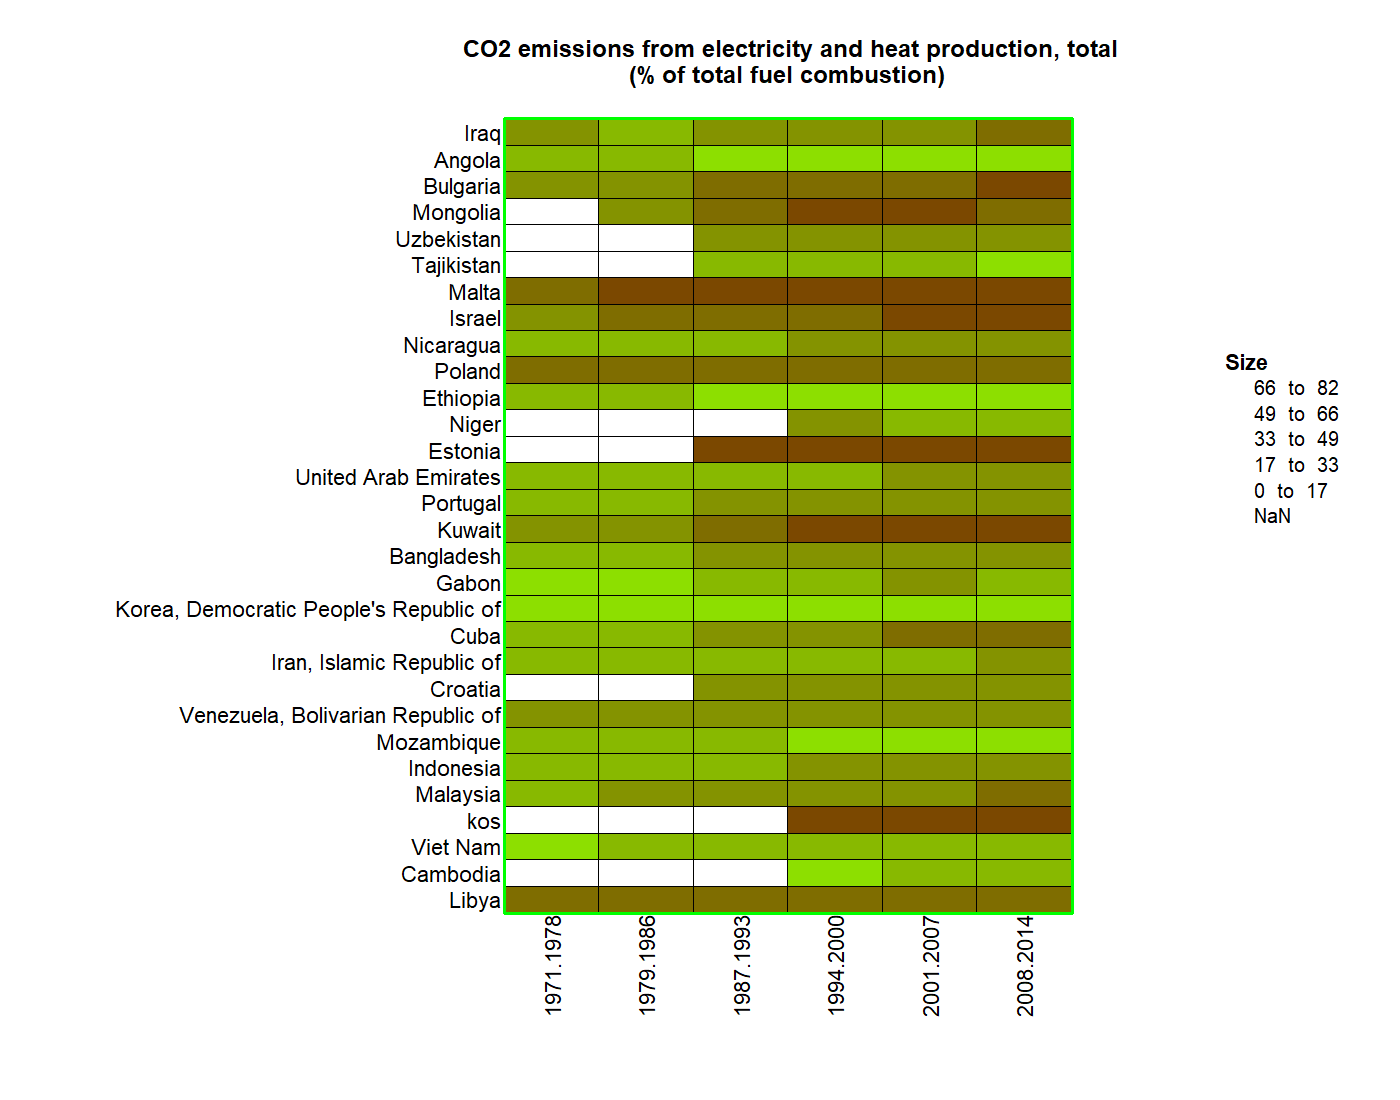 CO2 emissions from electricity and heat production, total
(% of total fuel combustion)
Iraq
Angola
Bulgaria
Mongolia
Uzbekistan
Tajikistan
Malta
Israel
Nicaragua
Poland
Ethiopia
Niger
Estonia
United Arab Emirates
Portugal
Kuwait
Bangladesh
Gabon
Korea, Democratic People's Republic of
Cuba
Iran, Islamic Republic of
Croatia
Venezuela, Bolivarian Republic of
Mozambique
Indonesia
Malaysia
kos
Viet Nam
Cambodia
Libya
1971.1978
1979.1986
1987.1993
1994.2000
2001.2007
2008.2014
Size
66 to 82
49 to 66
33 to 49
17 to 33
0 to 17
NaN